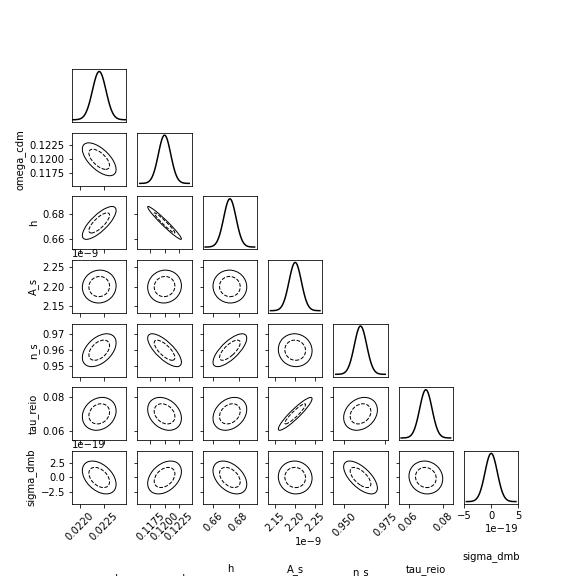 omega_cdm
0.1225
0.1200
0.1175
h
0.68
0.66
1e-9
A_s
2.25
2.20
2.15
n_s
0.97
0.96
0.95
tau_reio
0.08
0.06
1e-19
sigma_dmb
2.5
0.0
−2.5
0.0220
0.0225
0.1175
0.1200
0.1225
0.66
0.68
2.15
2.20
2.25
1e-9
0.950
0.975
0.06
0.08
−5
0
5
1e-19
h
A_s
n_s
tau_reio
sigma_dmb